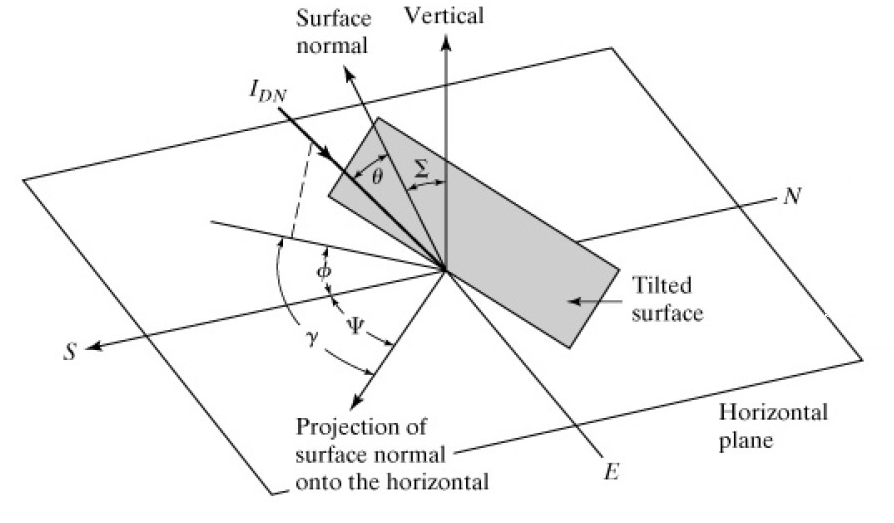 Surface
normal
Vertical
I_DN
θ
Σ
N
ϕ
Tilted
surface
Ψ
γ
S
Projection of
surface normal
onto the horizontal
Horizontal
plane
E